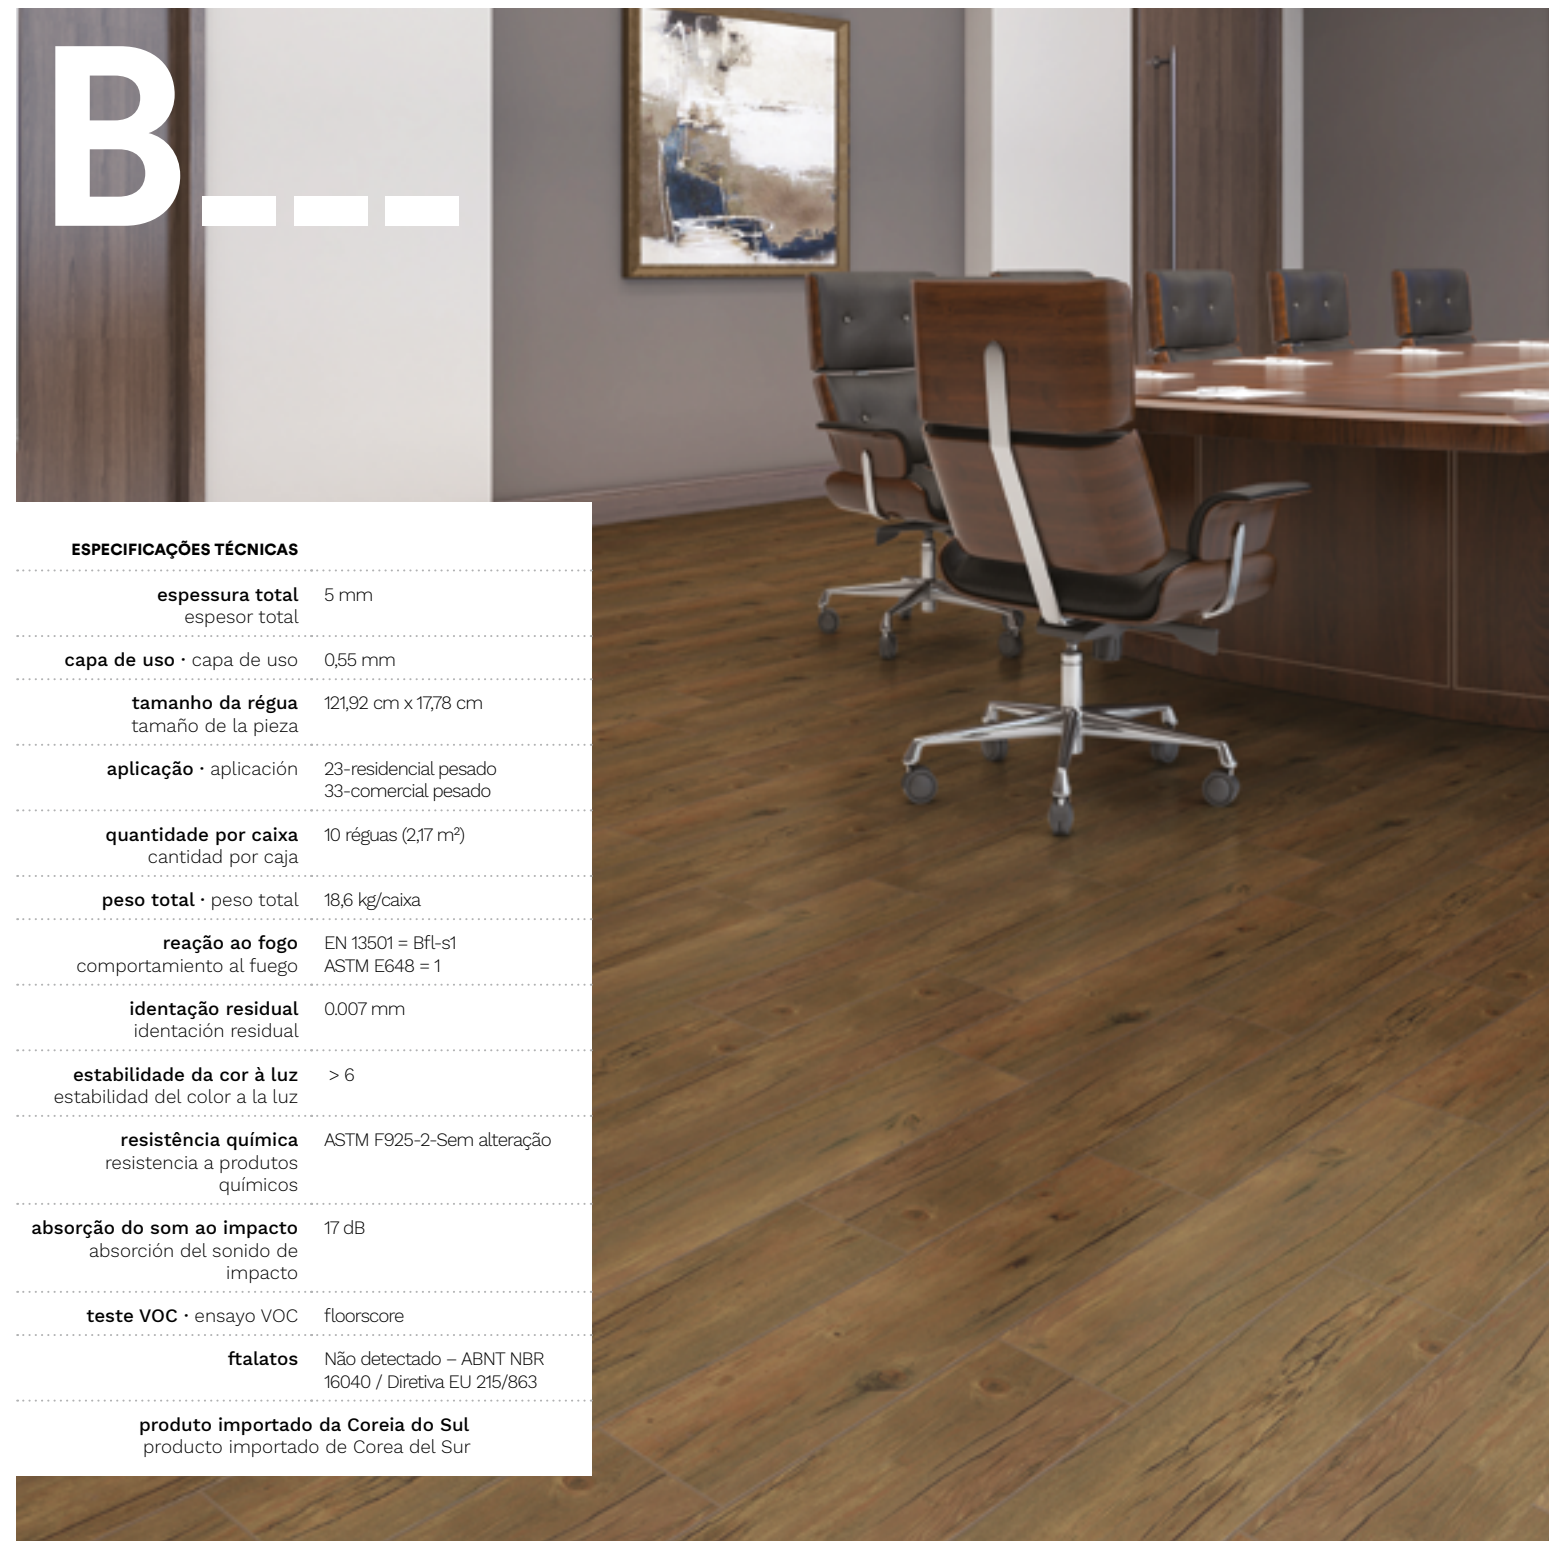 B___
ESPECIFICAÇÕES TÉCNICAS
espessura total 5 mm
espesor total
capa de uso · capa de uso 0,55 mm
tamanho da régua 121,92 cm x 17,78 cm
tamaño de la pieza
aplicação · aplicación 23-residencial pesado
33-comercial pesado
quantidade por caixa 10 réguas (2,17 m²)
cantidad por caja
peso total · peso total 18,6 kg/caixa
reação ao fogo EN 13501 = Bfl-s1
comportamiento al fuego ASTM E648 = 1
identação residual 0.007 mm
identación residual
estabilidade da cor à luz > 6
estabilidad del color a la luz
resistência química ASTM F925-2-Sem alteração
resistencia a produtos
químicos
absorção do som ao impacto 17 dB
absorción del sonido de
impacto
teste VOC · ensayo VOC floorscore
ftalatos Não detectado – ABNT NBR
16040 / Diretiva EU 215/863
produto importado da Coreia do Sul
producto importado de Corea del Sur